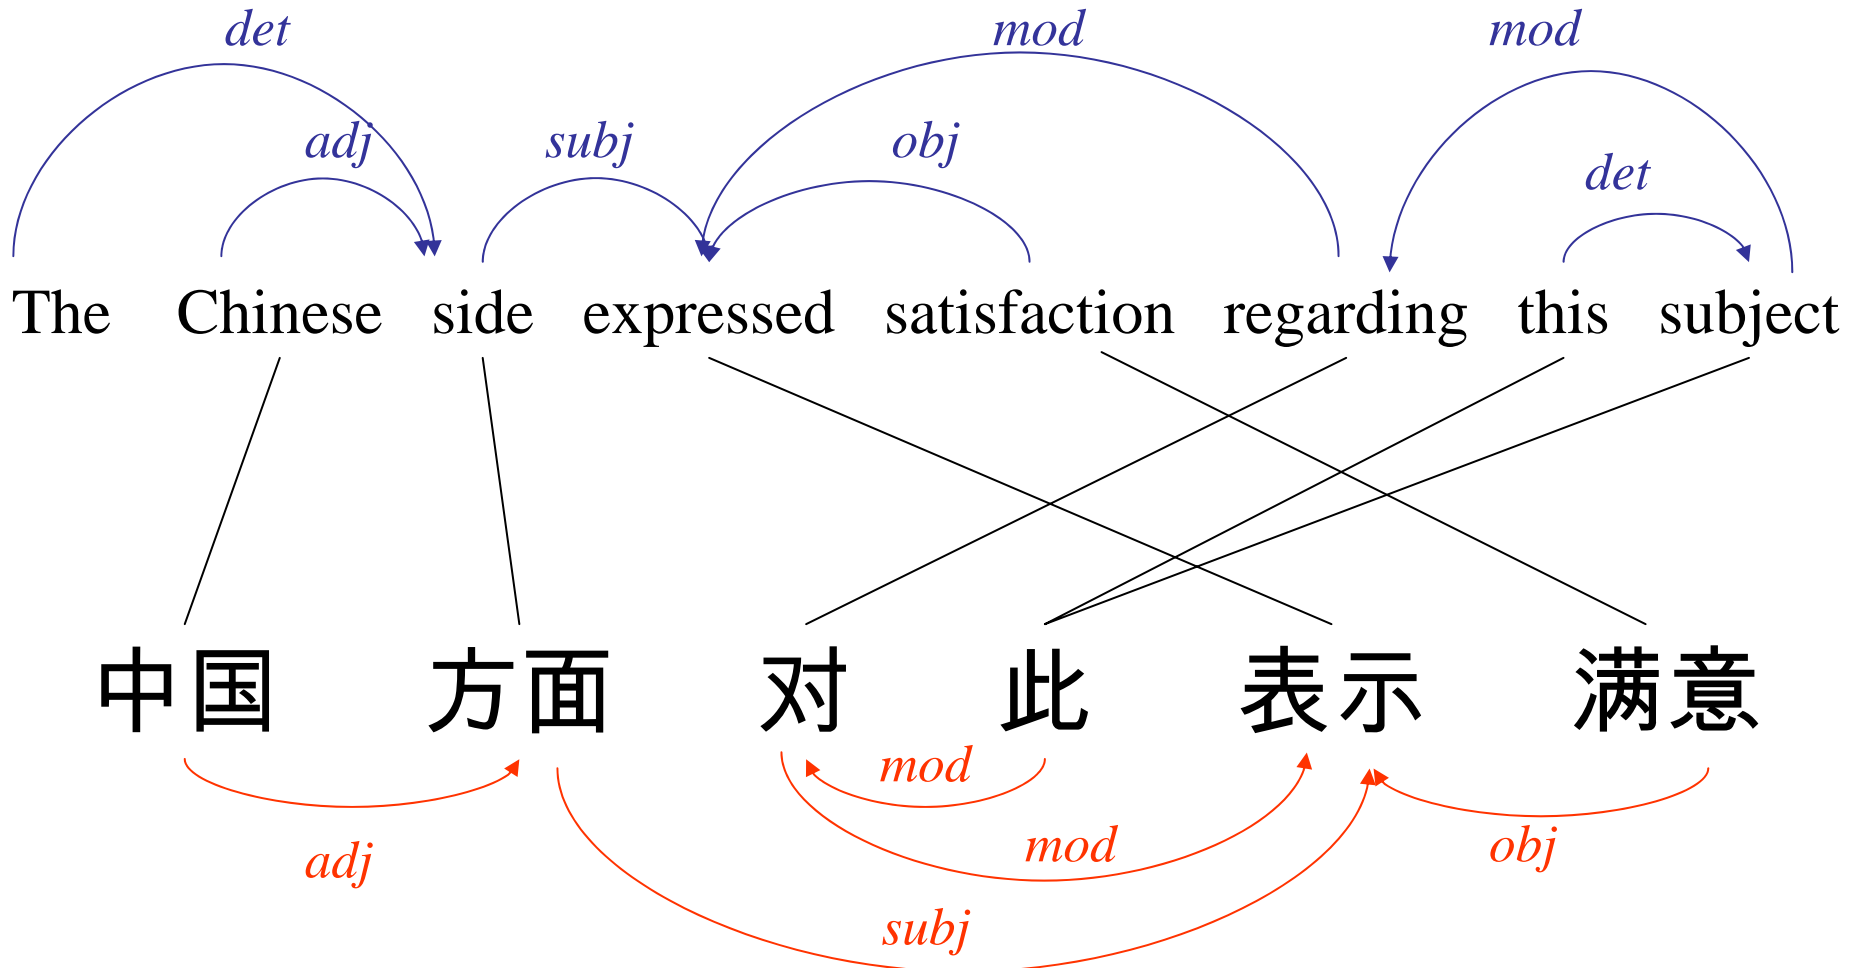 det mod mod
adj subj obj det
The Chinese side expressed satisfaction regarding this subject
中国 方面 对 此 表示 满意
mod
adj mod obj
subj